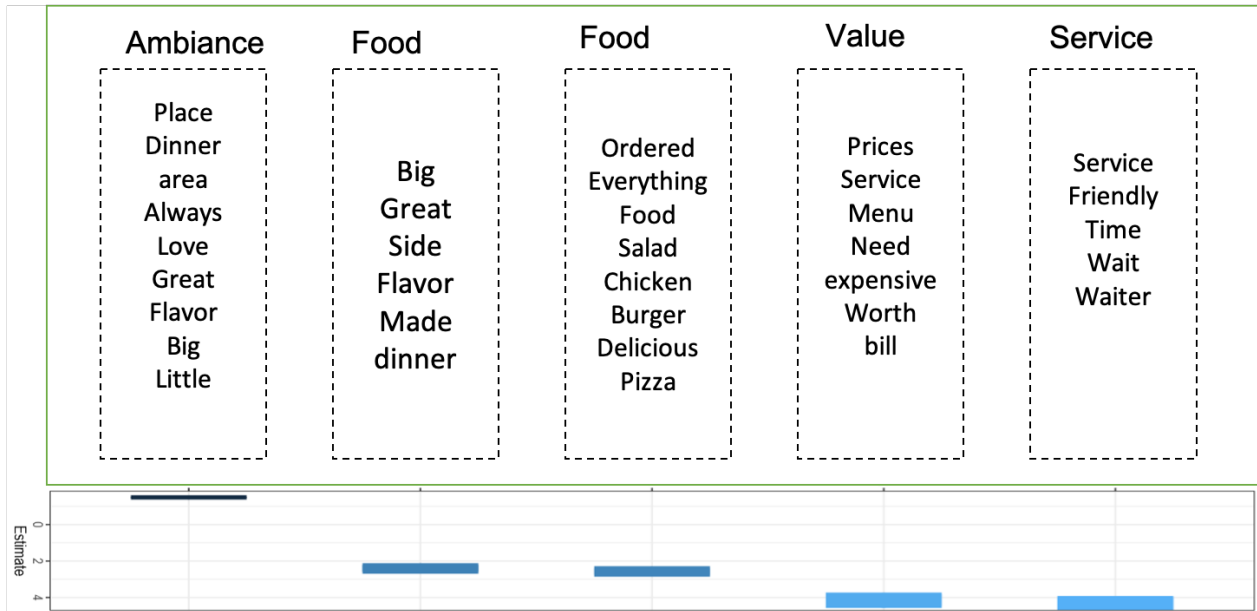 Ambiance
Place
Dinner
area
Always
Love
Great
Flavor
Big
Little
Food
Big
Great
Side
Flavor
Made
dinner
Food
Ordered
Everything
Food
Salad
Chicken
Burger
Delicious
Pizza
Value
Prices
Service
Menu
Need
expensive
Worth
bill
Service
Service
Friendly
Time
Wait
Waiter
Estimate
0
2
4